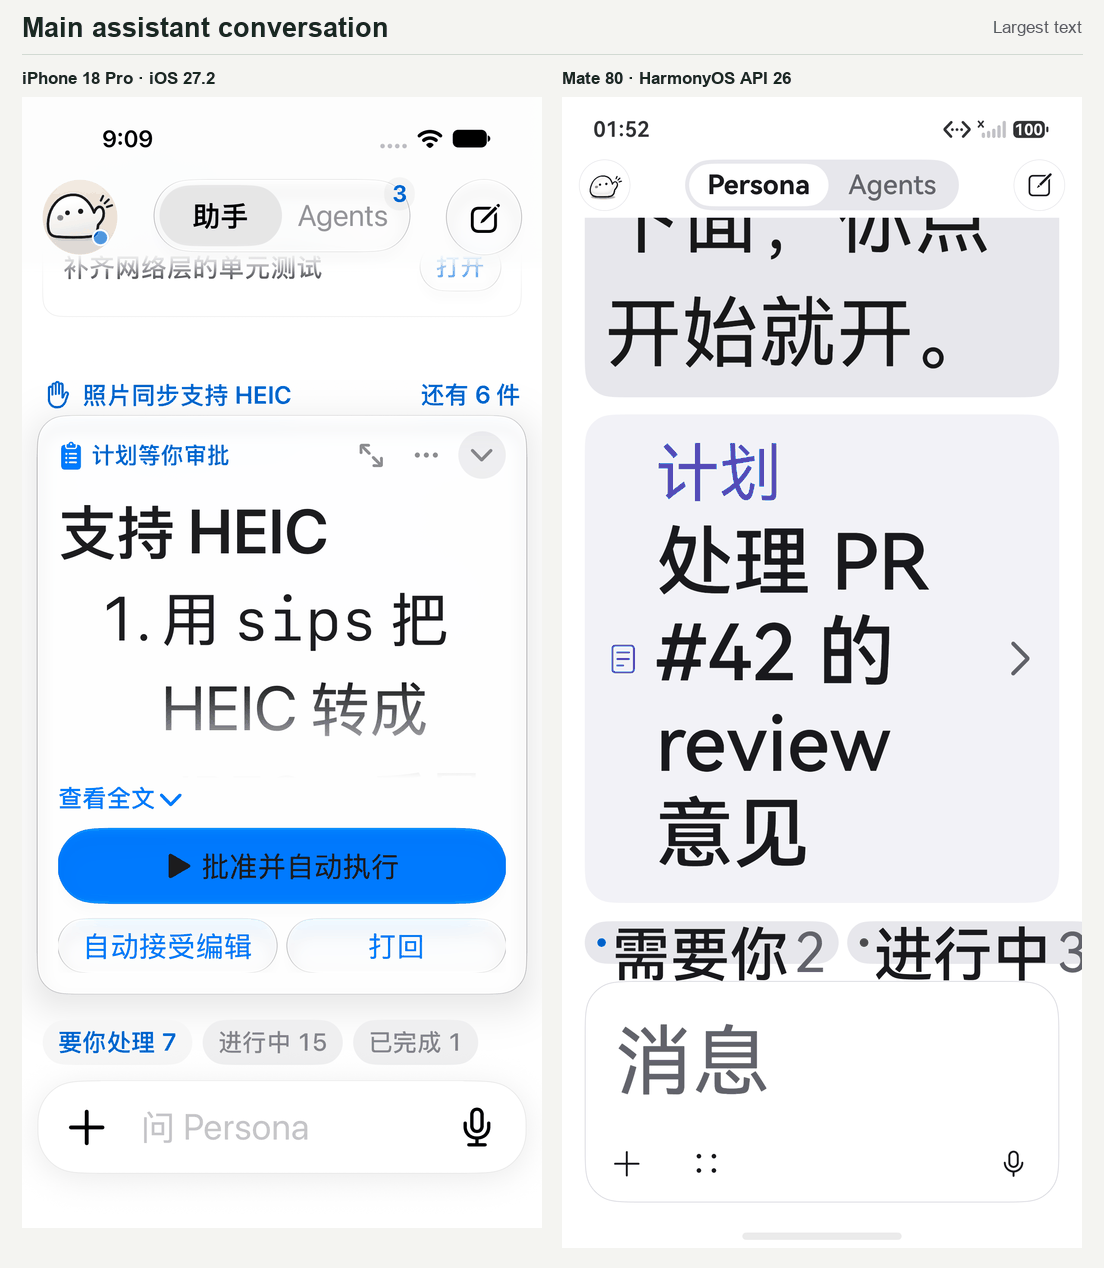 Main assistant conversation
Largest text
iPhone 18 Pro · iOS 27.2
9:09
助手
Agents
3
补齐网络层的单元测试
打开
照片同步支持 HEIC
还有 6 件
计划等你审批
支持 HEIC
1. 用 sips 把
HEIC 转成
查看全文
批准并自动执行
自动接受编辑
打回
要你处理 7
进行中 15
已完成 1
问 Persona
Mate 80 · HarmonyOS API 26
01:52
100
Persona
Agents
下面，你点
开始就开。
计划
处理 PR
#42 的
review
意见
需要你 2
进行中 3
消息